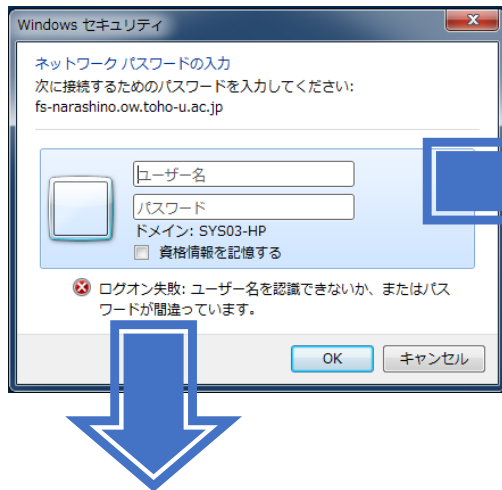 Windows セキュリティ
ネットワーク パスワードの入力
次に接続するためのパスワードを入力してください:
fs-narashino.ow.toho-u.ac.jp
ユーザー名
パスワード
ドメイン: SYS03-HP
資格情報を記憶する
ログオン失敗: ユーザー名を認識できないか、またはパス
ワードが間違っています。
OK キャンセル